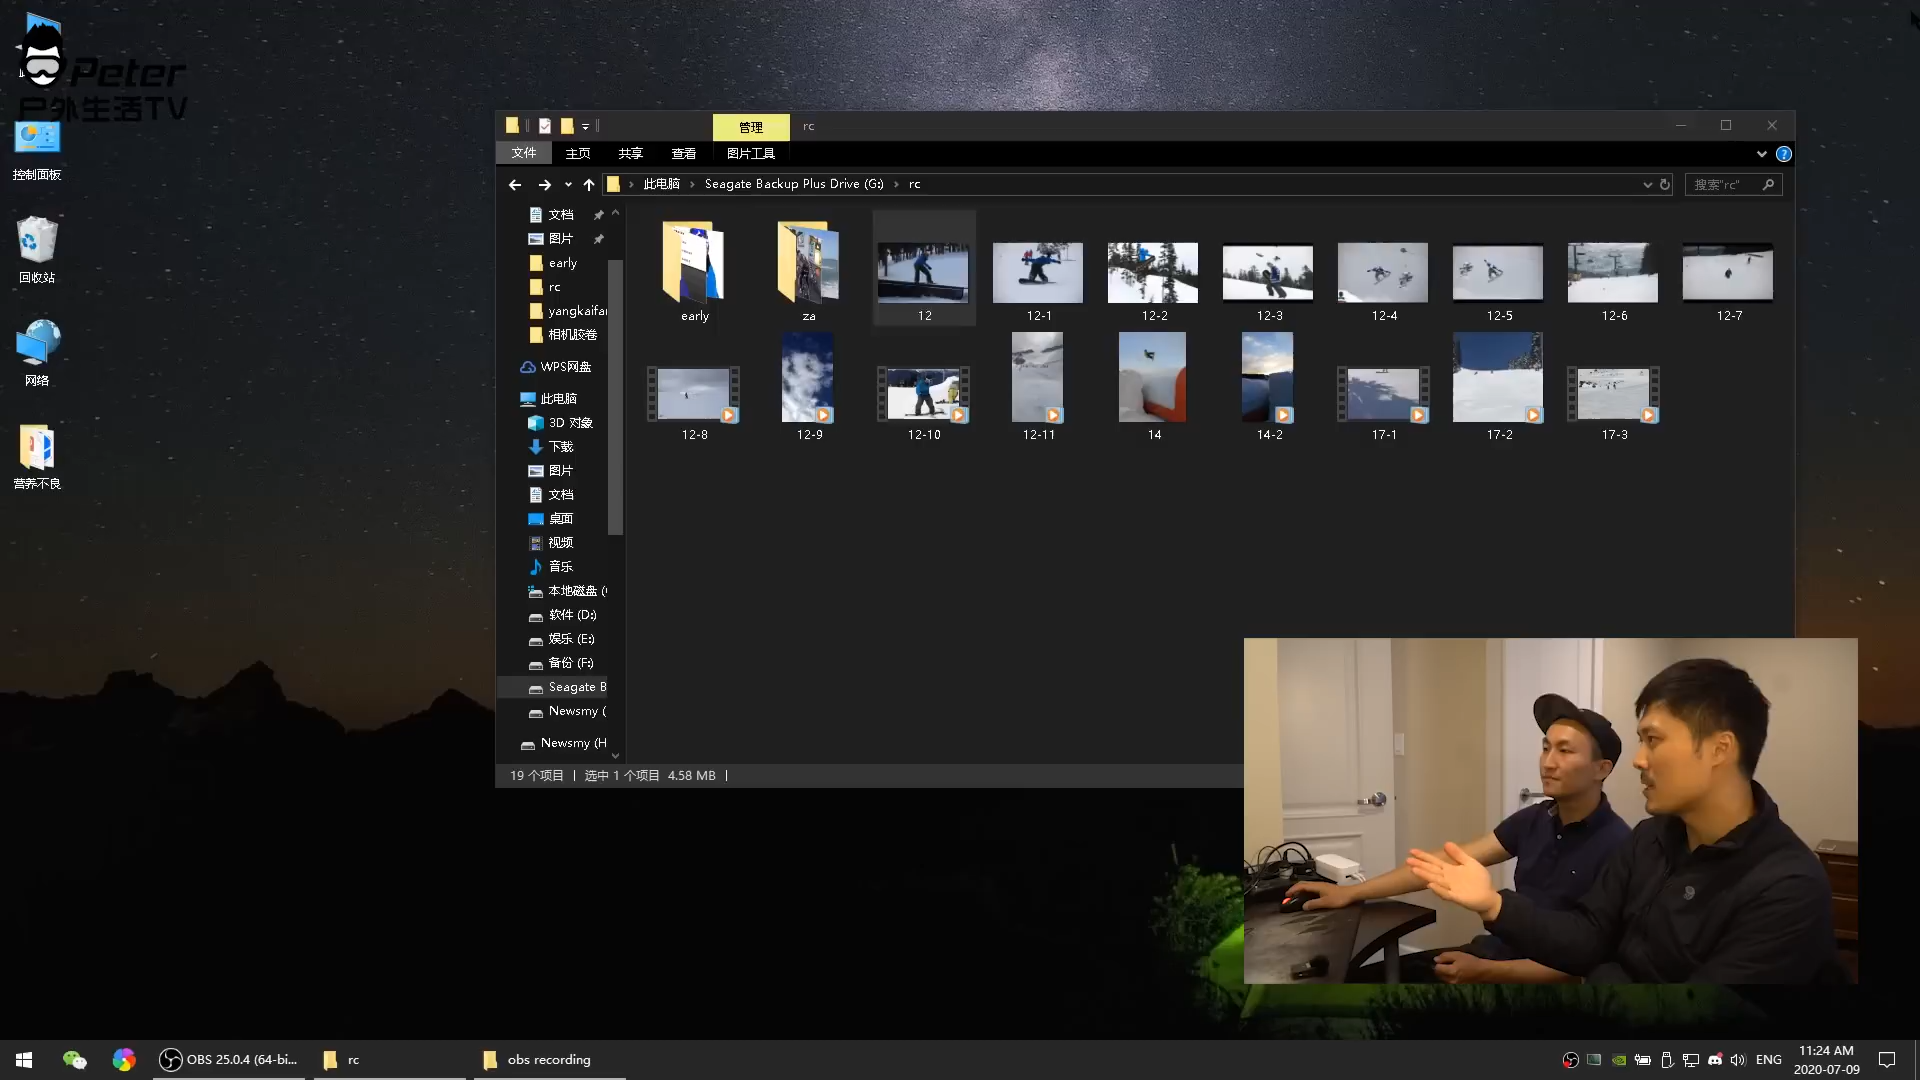 Peter
户外生活TV
控制面板
回收站
网络
营养不良
管理
rc
文件
主页
共享
查看
图片工具
此电脑 › Seagate Backup Plus Drive (G:) › rc
搜索"rc"
文档
图片
early
rc
yangkaifa
相机胶卷
WPS网盘
此电脑
3D 对象
下载
图片
文档
桌面
视频
音乐
本地磁盘 (
软件 (D:)
娱乐 (E:)
备份 (F:)
Seagate B
Newsmy (
Newsmy (H
early
za
12
12-1
12-2
12-3
12-4
12-5
12-6
12-7
12-8
12-9
12-10
12-11
14
14-2
17-1
17-2
17-3
19 个项目 | 选中 1 个项目 4.58 MB |
OBS 25.0.4 (64-bi...
rc
obs recording
ENG
11:24 AM
2020-07-09